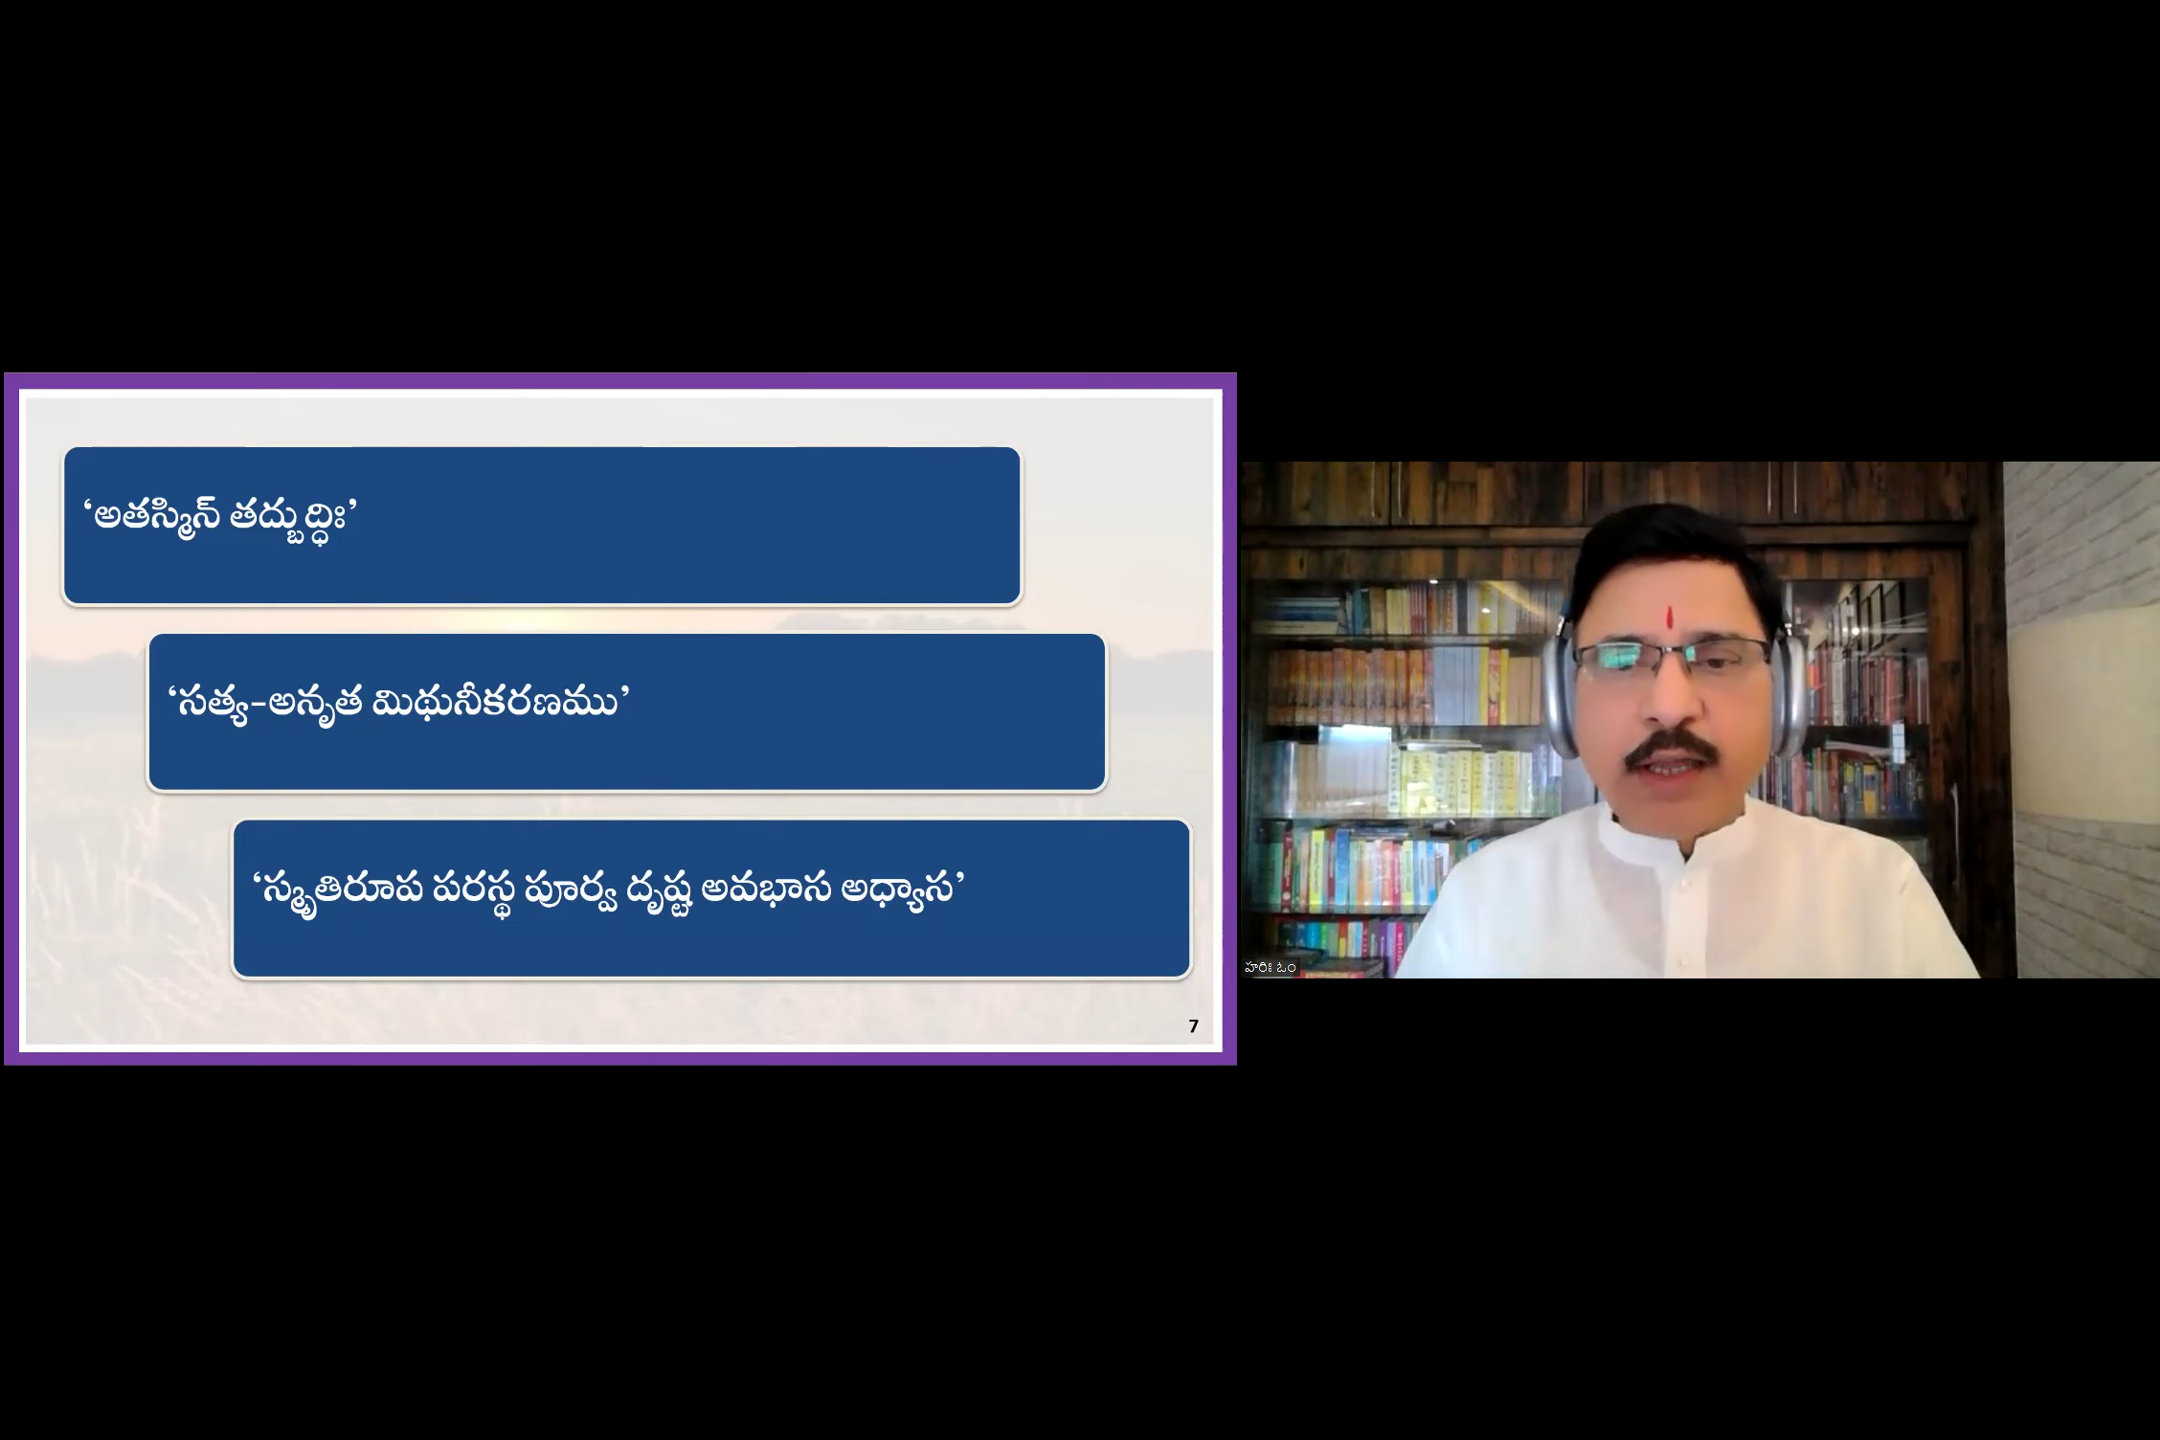 ‘అతస్మిన్ తద్బుద్ధిః’
‘సత్య-అనృత మిథునీకరణము’
‘స్మృతిరూప పరస్థ పూర్వ దృష్ట అవభాస అధ్యాస’
7
హరిః ఓం